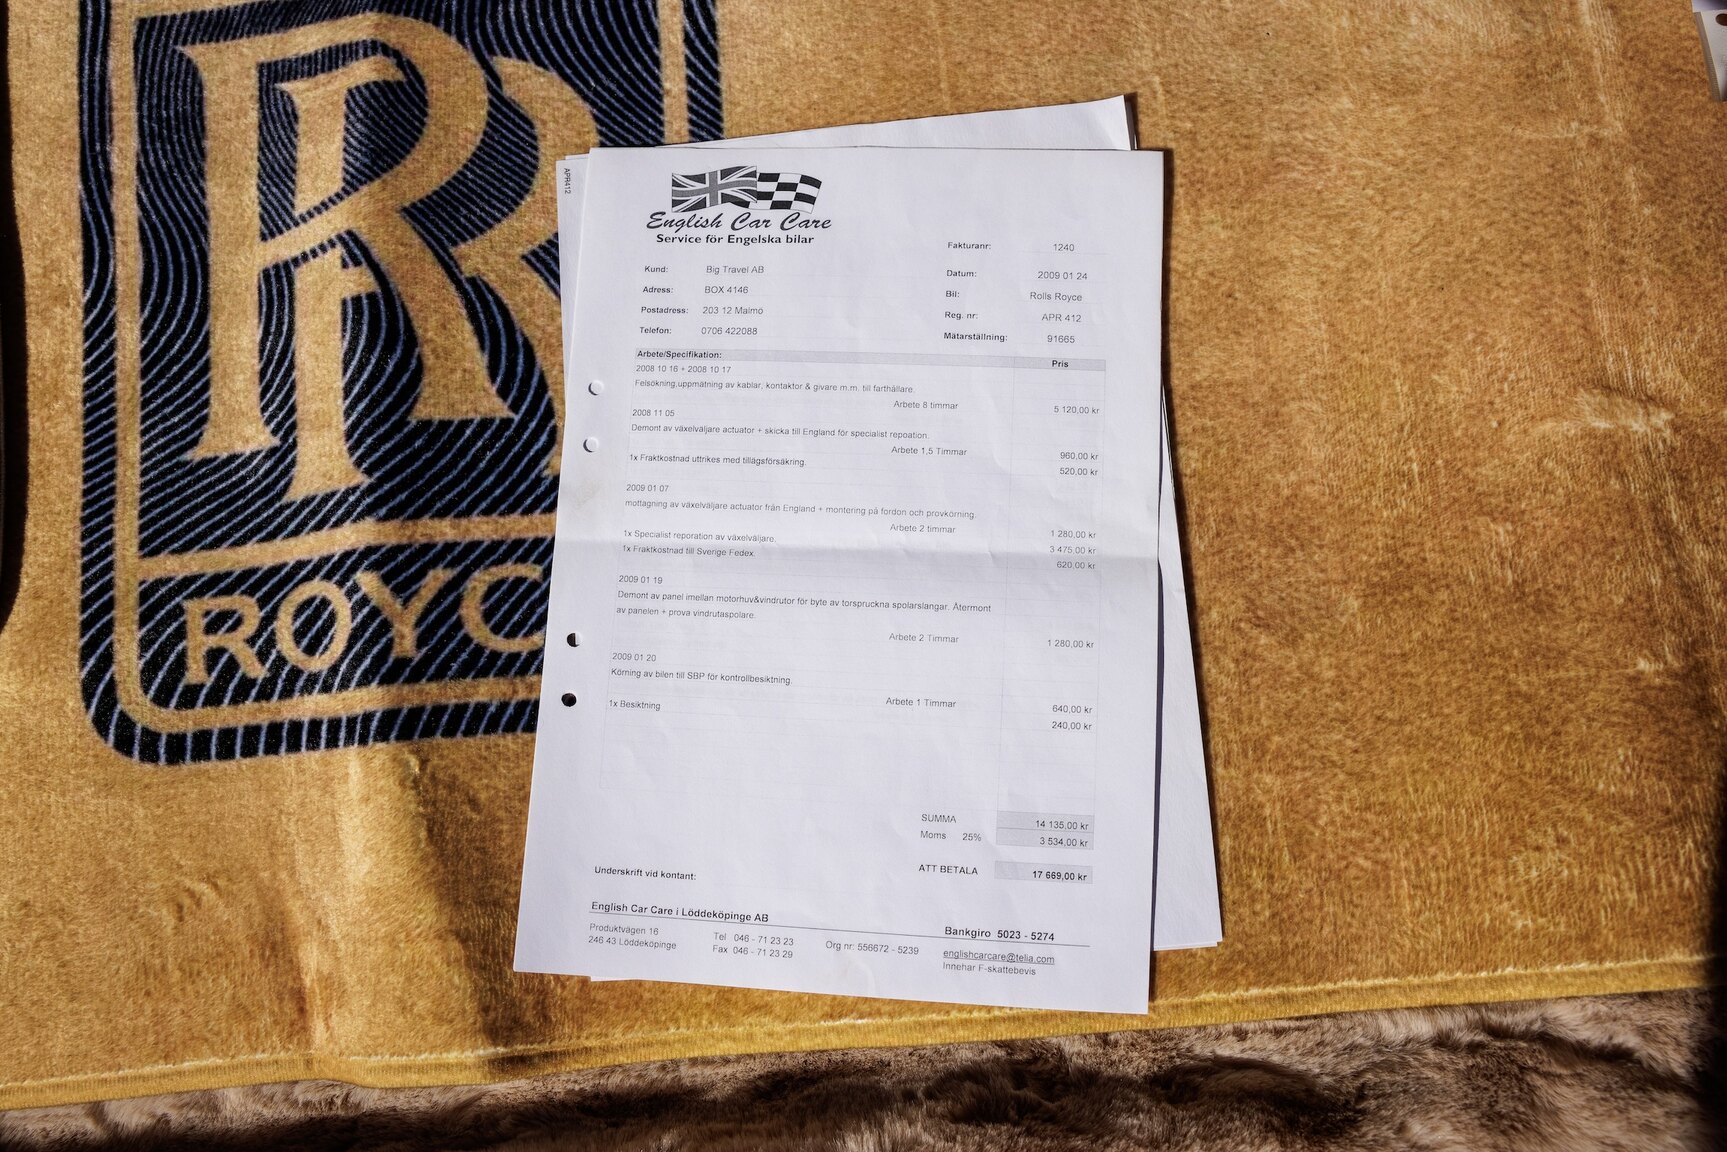 RR
ROYC
APR412
English Car Care
Service för Engelska bilar
Fakturanr: 1240
Kund: Big Travel AB
Datum: 2009 01 24
Adress: BOX 4146
Bil: Rolls Royce
Postadress: 203 12 Malmö
Reg. nr: APR 412
Telefon: 0706 422088
Mätarställning: 91665
Arbete/Specifikation: Pris
2008 10 16 + 2008 10 17
Felsökning,uppmätning av kablar, kontaktor & givare m.m. till farthållare.
Arbete 8 timmar 5 120,00 kr
2008 11 05
Demont av växelväljare actuator + skicka till England för specialist repoation.
Arbete 1,5 Timmar 960,00 kr
1x Fraktkostnad uttrikes med tillägsförsäkring. 520,00 kr
2009 01 07
mottagning av växelväljare actuator från England + montering på fordon och provkörning.
Arbete 2 timmar 1 280,00 kr
1x Specialist reporation av växelväljare. 3 475,00 kr
1x Fraktkostnad till Sverige Fedex. 620,00 kr
2009 01 19
Demont av panel imellan motorhuv&vindrutor för byte av torspruckna spolarslangar. Återmont
av panelen + prova vindrutaspolare.
Arbete 2 Timmar 1 280,00 kr
2009 01 20
Körning av bilen till SBP för kontrollbesiktning.
Arbete 1 Timmar 640,00 kr
1x Besiktning 240,00 kr
SUMMA 14 135,00 kr
Moms 25% 3 534,00 kr
ATT BETALA 17 669,00 kr
Underskrift vid kontant:
English Car Care i Löddeköpinge AB
Bankgiro 5023 - 5274
Produktvägen 16
246 43 Löddeköpinge
Tel 046 - 71 23 23
Fax 046 - 71 23 29
Org nr: 556672 - 5239
englishcarcare@telia.com
Innehar F-skattebevis